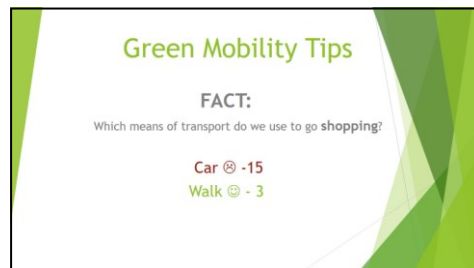 Green Mobility Tips
FACT:
Which means of transport do we use to go shopping?
Car ☹ -15
Walk ☺ - 3